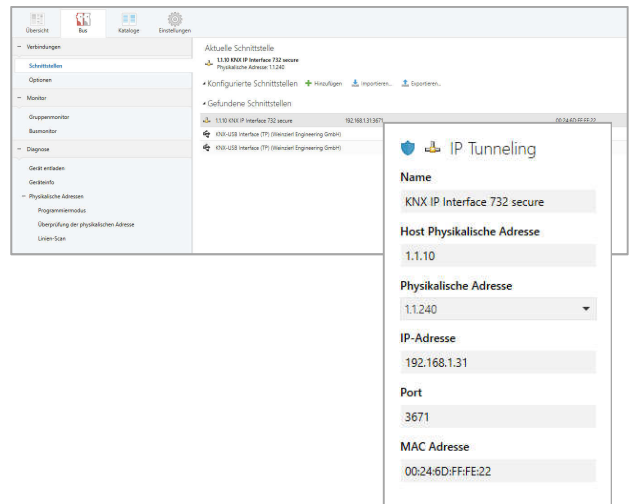 Übersicht
Bus
Kataloge
Einstellungen
Verbindungen
Schnittstellen
Optionen
Monitor
Gruppenmonitor
Busmonitor
Diagnose
Gerät entladen
Geräteinfo
Physikalische Adressen
Programmiermodus
Überprüfung der physikalischen Adresse
Linien-Scan
Aktuelle Schnittstelle
1.1.10 KNX IP Interface 732 secure
Physikalische Adresse: 1.1.240
Konfigurierte Schnittstellen Hinzufügen Importieren... Exportieren...
Gefundene Schnittstellen
1.1.10 KNX IP Interface 732 secure 192.168.1.31:3671 00:24:6D:FF:FE:22
KNX-USB Interface (TP) (Weinzierl Engineering GmbH)
KNX-USB Interface (TP) (Weinzierl Engineering GmbH)
IP Tunneling
Name
KNX IP Interface 732 secure
Host Physikalische Adresse
1.1.10
Physikalische Adresse
1.1.240
IP-Adresse
192.168.1.31
Port
3671
MAC Adresse
00:24:6D:FF:FE:22